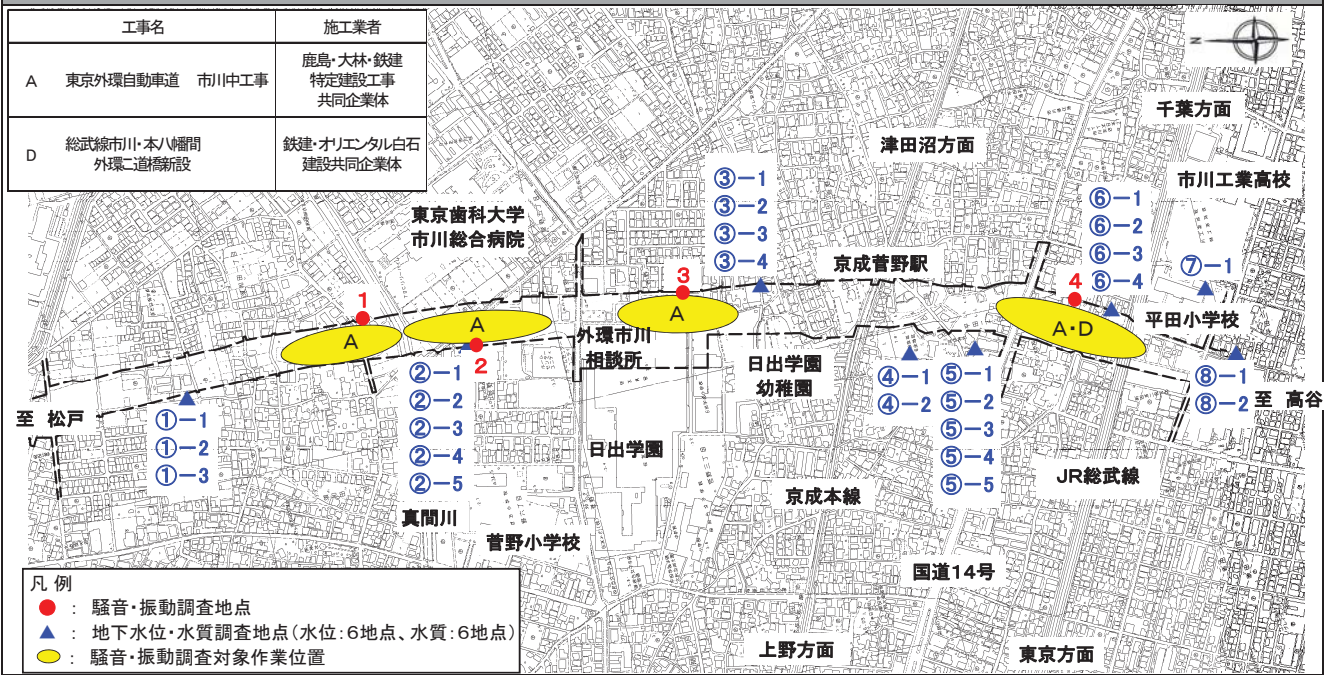 工事名 施工業者
A 東京外環自動車道 市川中工事
鹿島・大林・鉄建
特定建設工事
共同企業体
D 総武線市川・本八幡間
外環こ道橋新設
鉄建・オリエンタル白石
建設共同企業体
N
千葉方面
津田沼方面
市川工業高校
東京歯科大学
市川総合病院
③-1
③-2
③-3
③-4
京成菅野駅
⑥-1
⑥-2
⑥-3
⑥-4
⑦-1
1
A
A
2
3
A
4
A・D
平田小学校
外環市川
相談所
日出学園
幼稚園
至 松戸
①-1
①-2
①-3
②-1
②-2
②-3
②-4
②-5
④-1
④-2
⑤-1
⑤-2
⑤-3
⑤-4
⑤-5
⑧-1
⑧-2
至 高谷
日出学園
京成本線
JR総武線
真間川
菅野小学校
国道14号
上野方面
東京方面
凡 例
: 騒音・振動調査地点
: 地下水位・水質調査地点(水位:6地点、水質:6地点)
: 騒音・振動調査対象作業位置